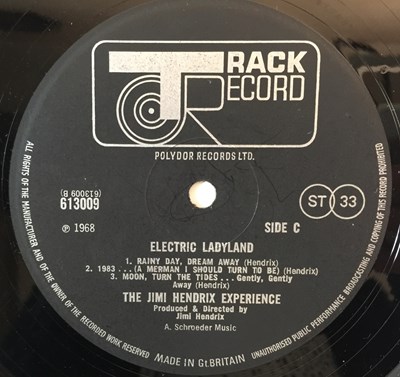 TRACK
RECORD
POLYDOR RECORDS LTD.
(613009 B)
613009
℗ 1968
SIDE C
ST 33
ELECTRIC LADYLAND
1. RAINY DAY, DREAM AWAY (Hendrix)
2. 1983...(A MERMAN I SHOULD TURN TO BE) (Hendrix)
3. MOON, TURN THE TIDES...Gently, Gently
Away (Hendrix)
THE JIMI HENDRIX EXPERIENCE
Produced & Directed by
Jimi Hendrix
A. Schroeder Music
MADE IN Gt.BRITAIN
ALL RIGHTS OF THE MANUFACTURER AND OF THE OWNER OF THE RECORDED WORK RESERVED
UNAUTHORISED PUBLIC PERFORMANCE BROADCASTING AND COPYING OF THIS RECORD PROHIBITED